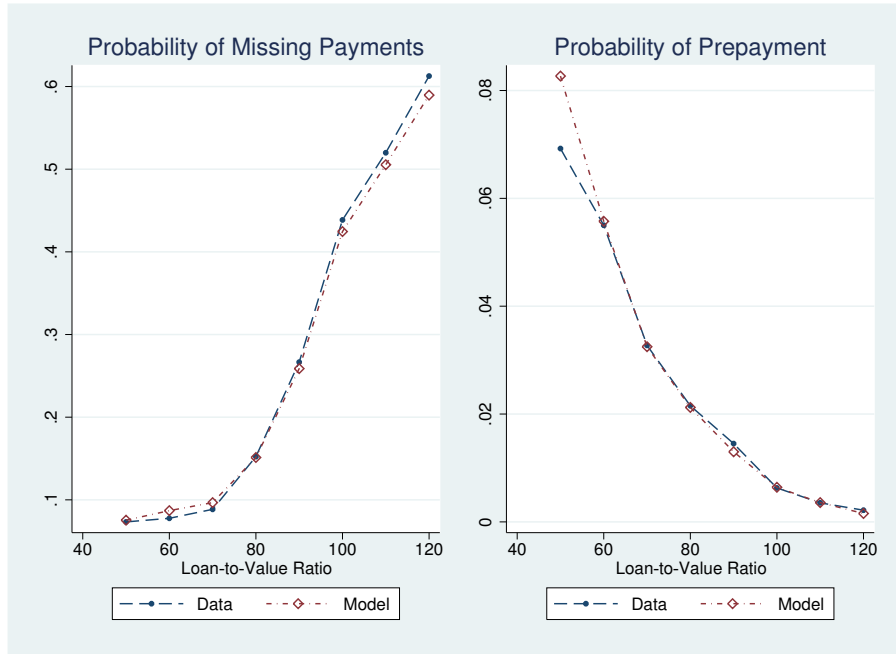 Probability of Missing Payments
.6
.5
.4
.3
.2
.1
40 60 80 100 120
Loan-to-Value Ratio
Data Model
Probability of Prepayment
.08
.06
.04
.02
0
40 60 80 100 120
Loan-to-Value Ratio
Data Model